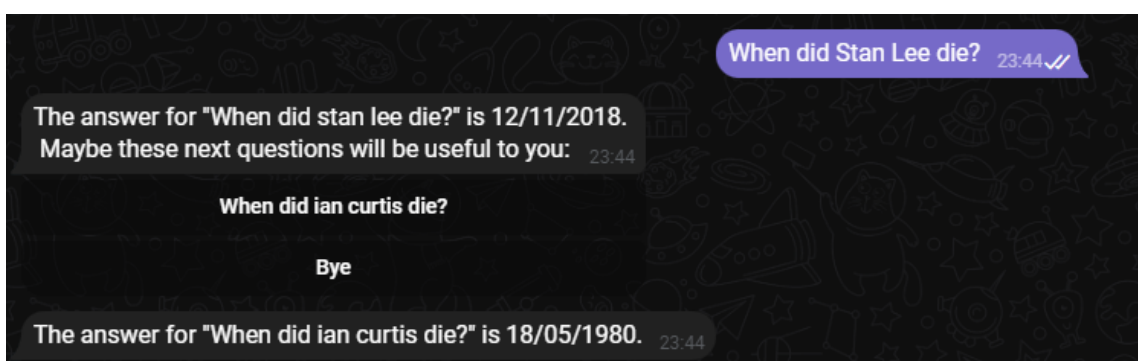 When did Stan Lee die? 23:44
The answer for "When did stan lee die?" is 12/11/2018.
Maybe these next questions will be useful to you: 23:44
When did ian curtis die?
Bye
The answer for "When did ian curtis die?" is 18/05/1980. 23:44